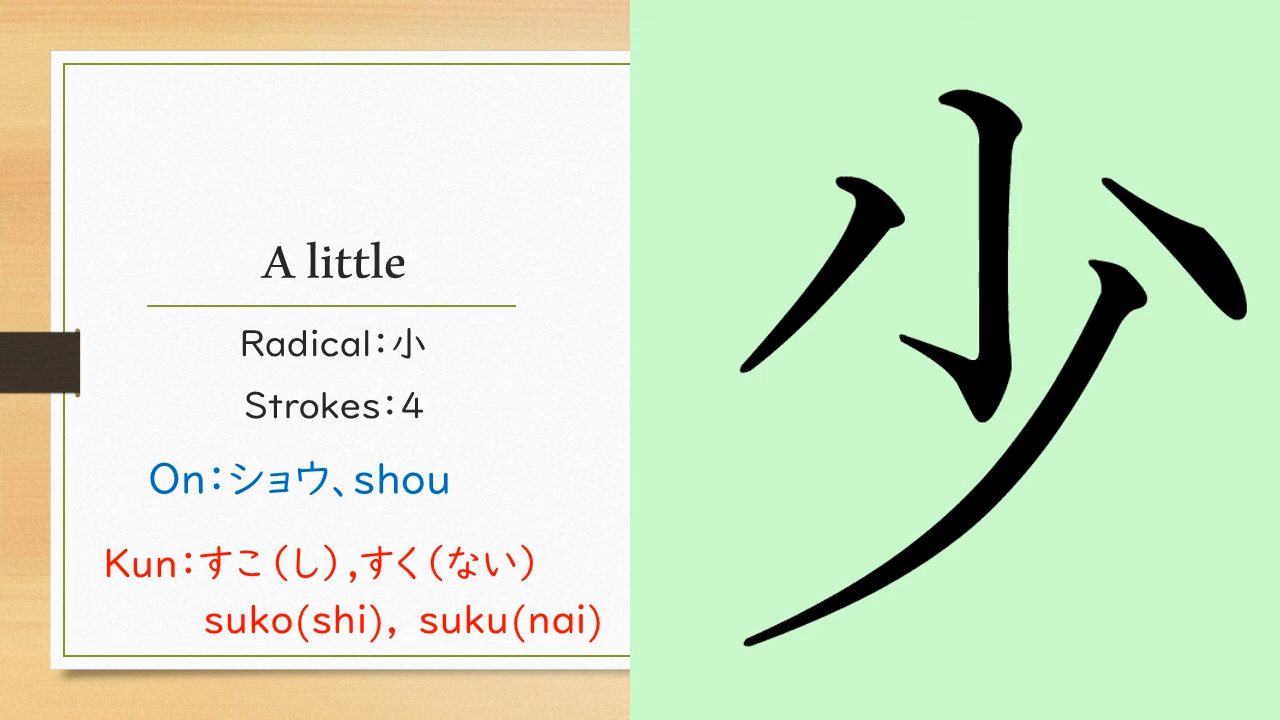 A little
Radical：小
Strokes：4
On：ショウ、shou
Kun：すこ（し）,すく（ない）
suko(shi), suku(nai)
少